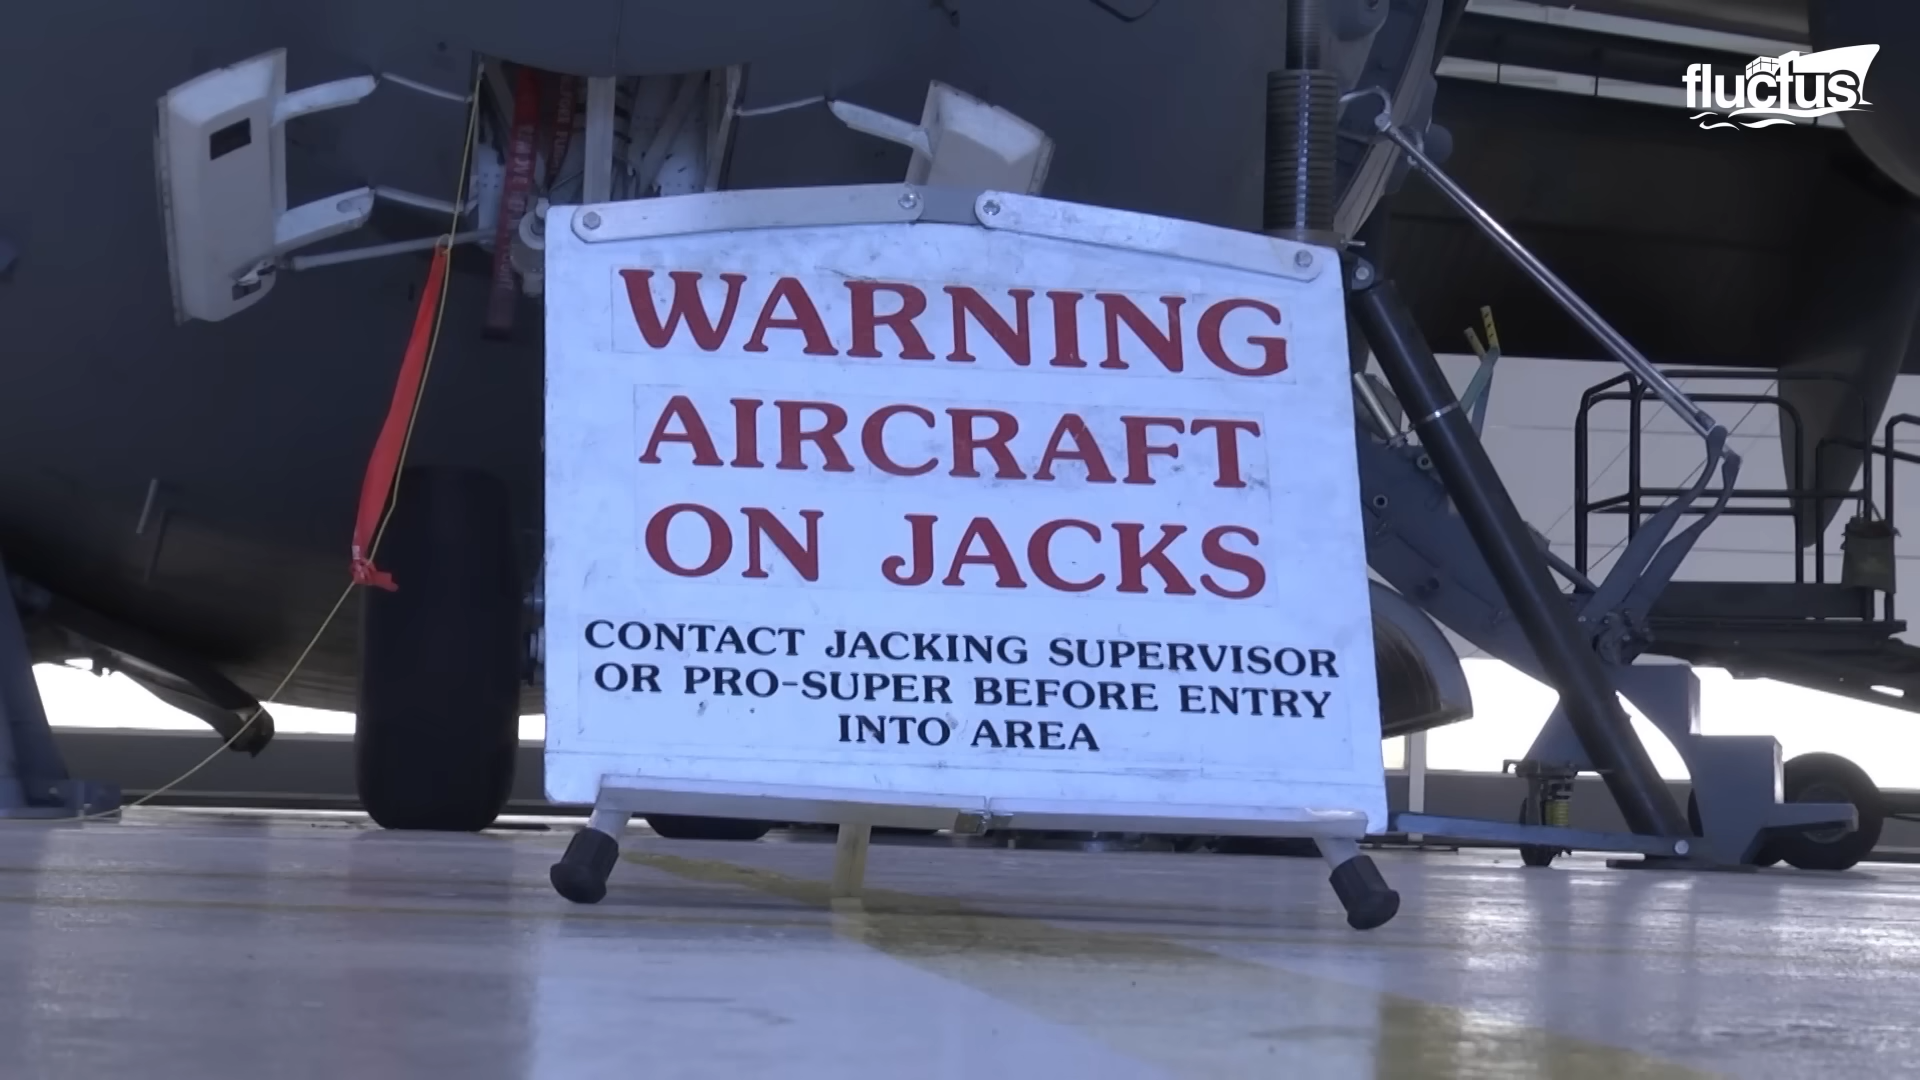 fluctus
WARNING
AIRCRAFT
ON JACKS
CONTACT JACKING SUPERVISOR
OR PRO-SUPER BEFORE ENTRY
INTO AREA